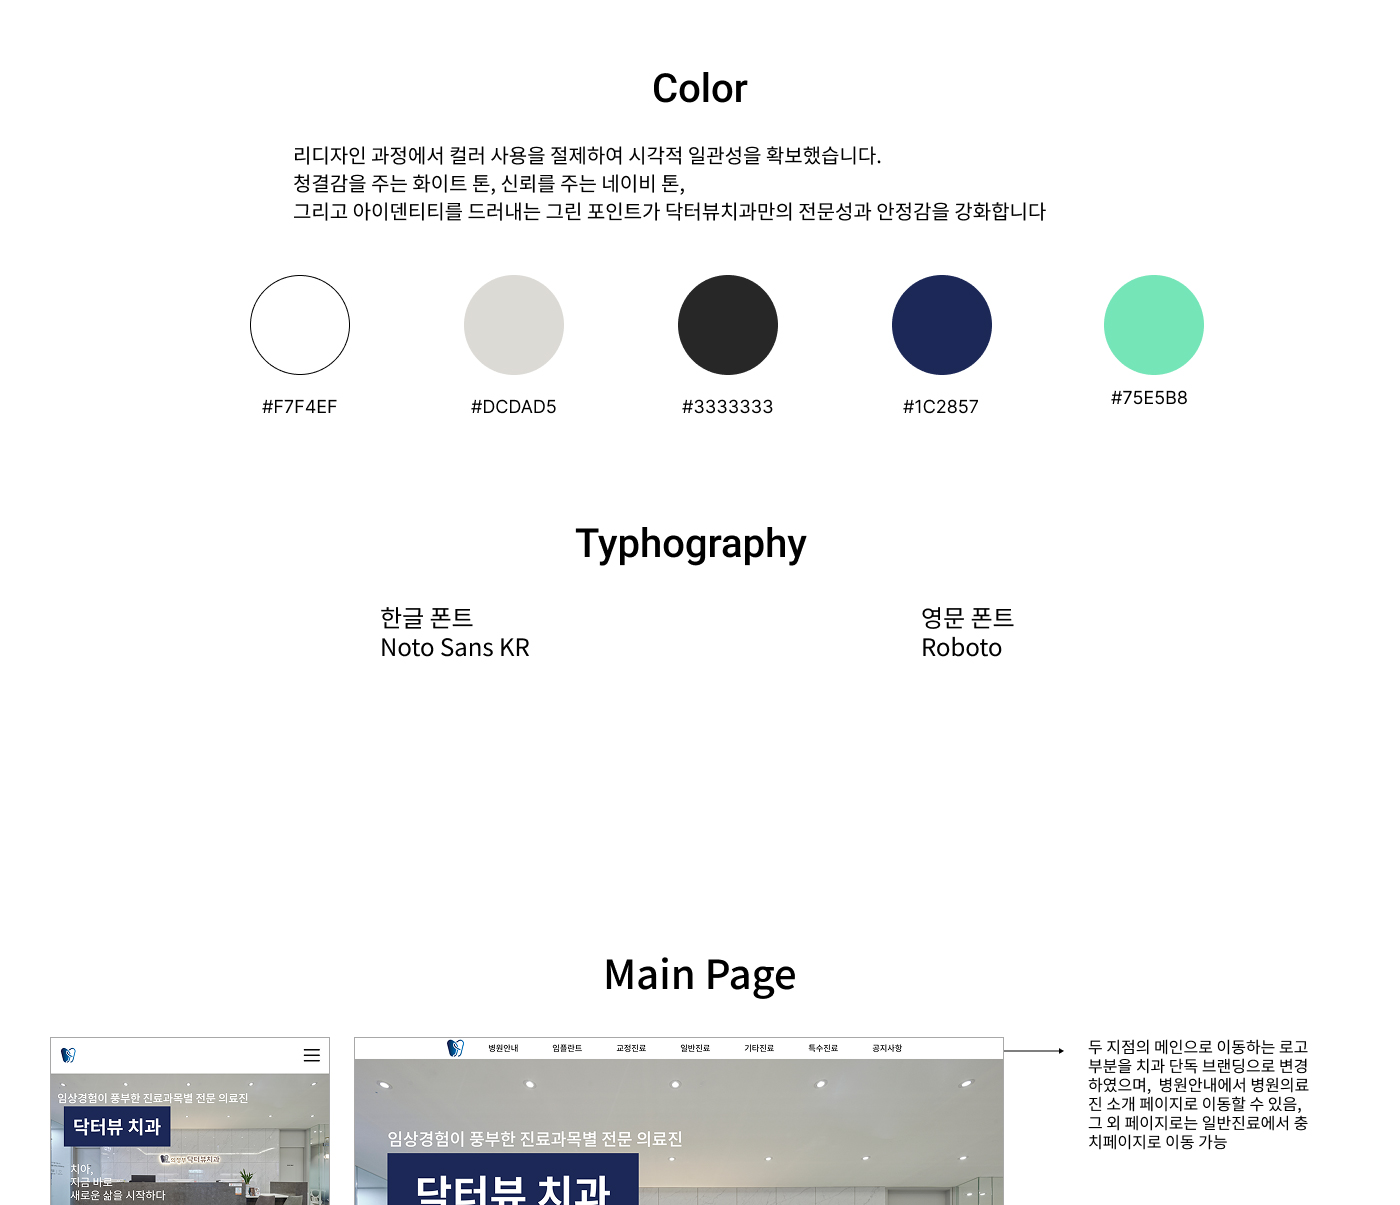 Color
리디자인 과정에서 컬러 사용을 절제하여 시각적 일관성을 확보했습니다.
청결감을 주는 화이트 톤, 신뢰를 주는 네이비 톤,
그리고 아이덴티티를 드러내는 그린 포인트가 닥터뷰치과만의 전문성과 안정감을 강화합니다
#F7F4EF
#DCDAD5
#3333333
#1C2857
#75E5B8
Typhography
한글 폰트
Noto Sans KR
영문 폰트
Roboto
Main Page
임상경험이 풍부한 진료과목별 전문 의료진
닥터뷰 치과
의정부 닥터뷰치과
치아,
지금 바로
새로운 삶을 시작하다
병원안내 임플란트 교정진료 일반진료 기타진료 특수진료 공지사항
임상경험이 풍부한 진료과목별 전문 의료진
닥터뷰 치과
두 지점의 메인으로 이동하는 로고
부분을 치과 단독 브랜딩으로 변경
하였으며, 병원안내에서 병원의료
진 소개 페이지로 이동할 수 있음,
그 외 페이지로는 일반진료에서 충
치페이지로 이동 가능